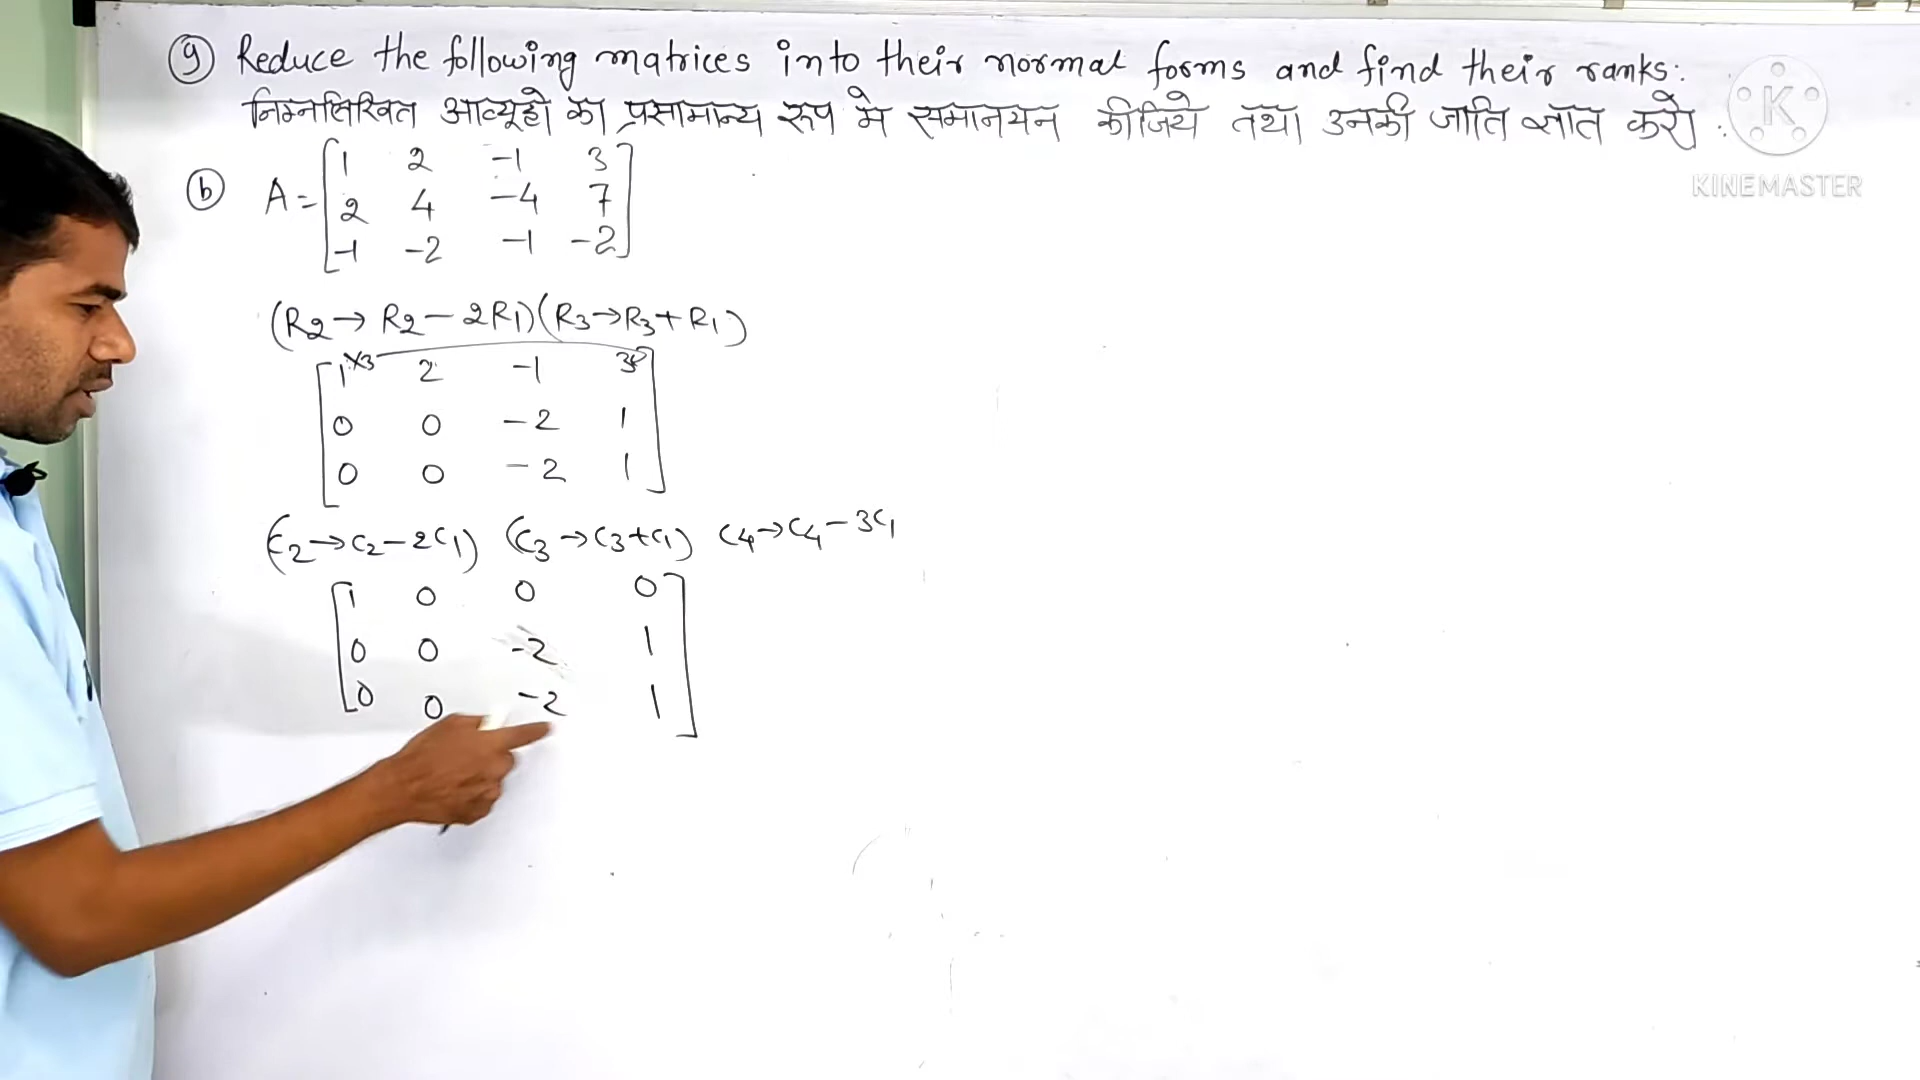 9 Reduce the following matrices into their normal forms and find their ranks:
निम्नलिखित आव्यूहो का प्रसामान्य रूप मे समानयन कीजिये तथा उनकी जाति ज्ञात करो :
K
KINEMASTER
b A = [1 2 -1 3
2 4 -4 7
-1 -2 -1 -2]
(R2 → R2 - 2R1) (R3 → R3 + R1)
[1 x3 2 -1 3
0 0 -2 1
0 0 -2 1]
(C2 → C2 - 2C1) (C3 → C3 + C1) C4 → C4 - 3C1
[1 0 0 0
0 0 -2 1
0 0 -2 1]